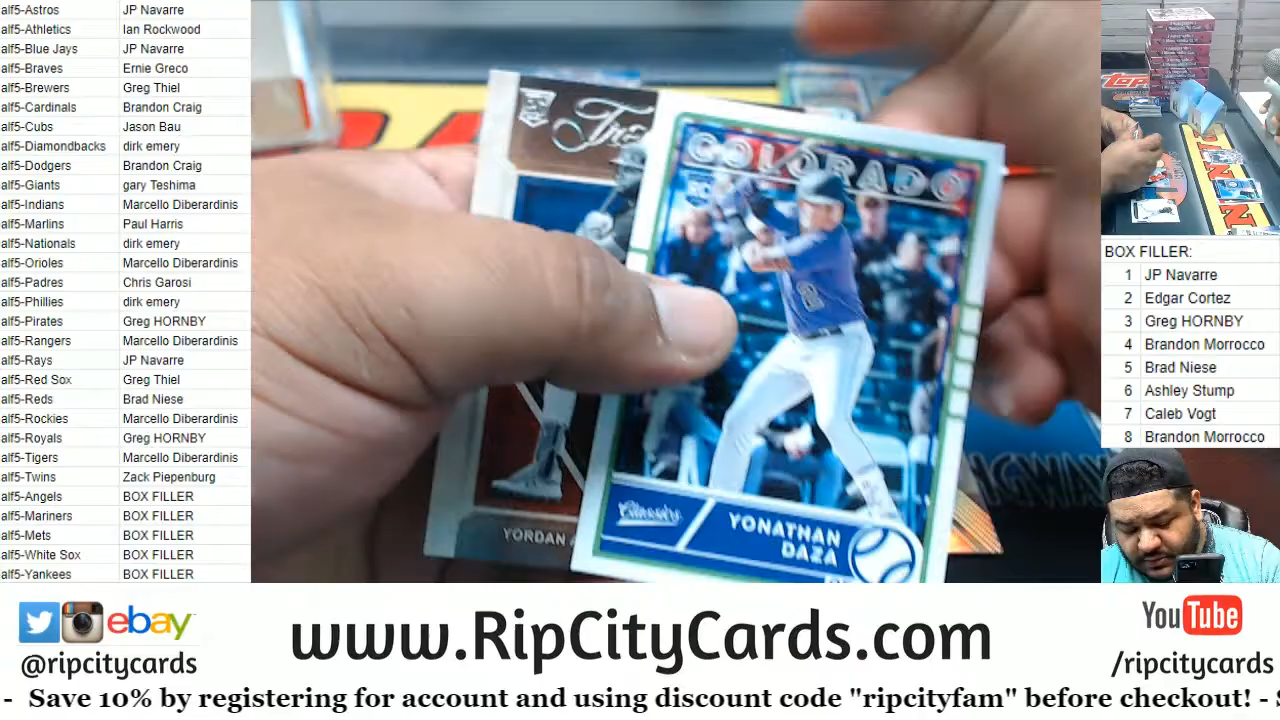 alf5-Astros JP Navarre
alf5-Athletics Ian Rockwood
alf5-Blue Jays JP Navarre
alf5-Braves Ernie Greco
alf5-Brewers Greg Thiel
alf5-Cardinals Brandon Craig
alf5-Cubs Jason Bau
alf5-Diamondbacks dirk emery
alf5-Dodgers Brandon Craig
alf5-Giants gary Teshima
alf5-Indians Marcello Diberardinis
alf5-Marlins Paul Harris
alf5-Nationals dirk emery
alf5-Orioles Marcello Diberardinis
alf5-Padres Chris Garosi
alf5-Phillies dirk emery
alf5-Pirates Greg HORNBY
alf5-Rangers Marcello Diberardinis
alf5-Rays JP Navarre
alf5-Red Sox Greg Thiel
alf5-Reds Brad Niese
alf5-Rockies Marcello Diberardinis
alf5-Royals Greg HORNBY
alf5-Tigers Marcello Diberardinis
alf5-Twins Zack Piepenburg
alf5-Angels BOX FILLER
alf5-Mariners BOX FILLER
alf5-Mets BOX FILLER
alf5-White Sox BOX FILLER
alf5-Yankees BOX FILLER
COLORADO
RC
Classics
YONATHAN
DAZA
YORDAN
TOPPS
BOX FILLER:
1 JP Navarre
2 Edgar Cortez
3 Greg HORNBY
4 Brandon Morrocco
5 Brad Niese
6 Ashley Stump
7 Caleb Vogt
8 Brandon Morrocco
ebay
@ripcitycards
www.RipCityCards.com
YouTube
/ripcitycards
- Save 10% by registering for account and using discount code "ripcityfam" before checkout! - S